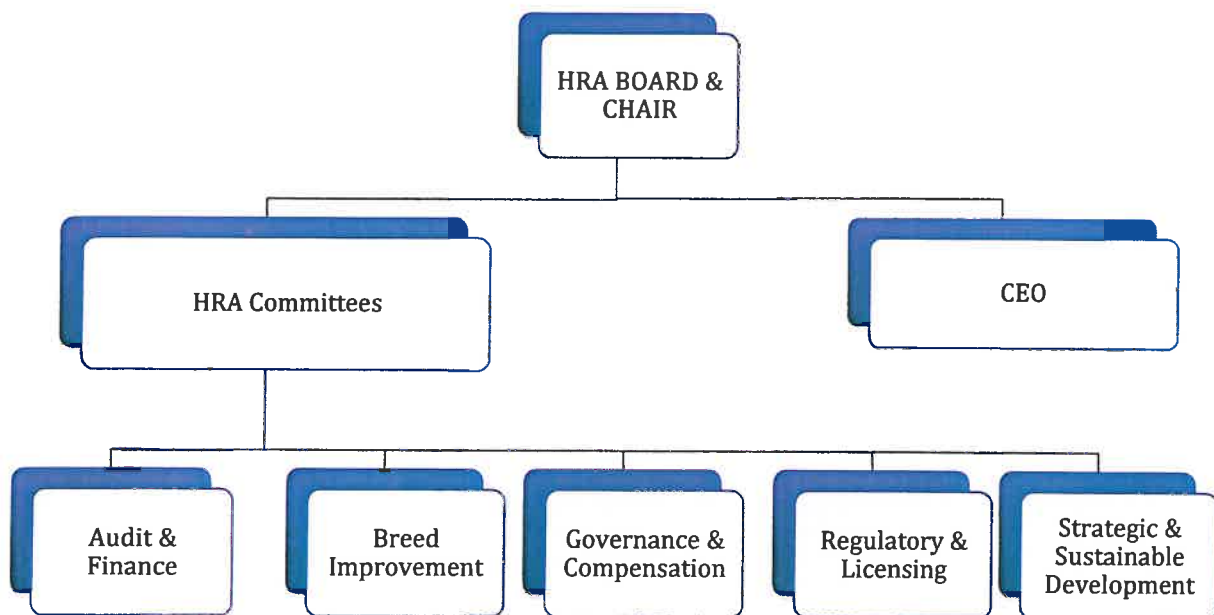 HRA BOARD &
CHAIR
HRA Committees
CEO
Audit &
Finance
Breed
Improvement
Governance &
Compensation
Regulatory &
Licensing
Strategic &
Sustainable
Development